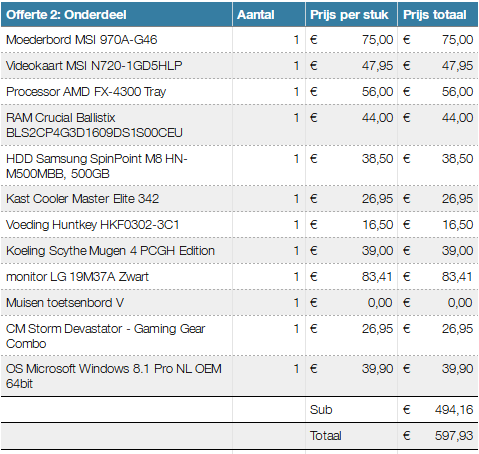 Offerte 2: Onderdeel Aantal Prijs per stuk Prijs totaal
Moederbord MSI 970A-G46 1 € 75,00 € 75,00
Videokaart MSI N720-1GD5HLP 1 € 47,95 € 47,95
Processor AMD FX-4300 Tray 1 € 56,00 € 56,00
RAM Crucial Ballistix 1 € 44,00 € 44,00
BLS2CP4G3D1609DS1S00CEU
HDD Samsung SpinPoint M8 HN- 1 € 38,50 € 38,50
M500MBB, 500GB
Kast Cooler Master Elite 342 1 € 26,95 € 26,95
Voeding Huntkey HKF0302-3C1 1 € 16,50 € 16,50
Koeling Scythe Mugen 4 PCGH Edition 1 € 39,00 € 39,00
monitor LG 19M37A Zwart 1 € 83,41 € 83,41
Muisen toetsenbord V 1 € 0,00 € 0,00
CM Storm Devastator - Gaming Gear 1 € 26,95 € 26,95
Combo
OS Microsoft Windows 8.1 Pro NL OEM 1 € 39,90 € 39,90
64bit
Sub € 494,16
Totaal € 597,93